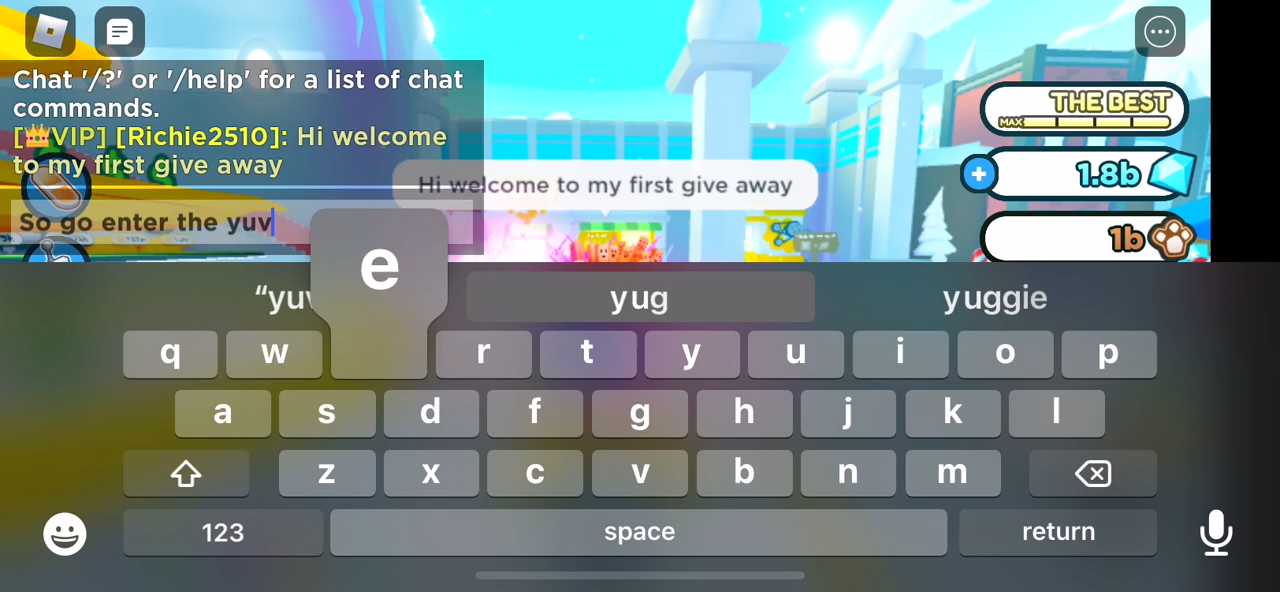 Chat '/?' or '/help' for a list of chat
commands.
[👑VIP] [Richie2510]: Hi welcome
to my first give away
Hi welcome to my first give away
So go enter the yuv
THE BEST
MAX
1.8b
1b
“yuv
yug
yuggie
e
q w r t y u i o p
a s d f g h j k l
z x c v b n m
123 space return